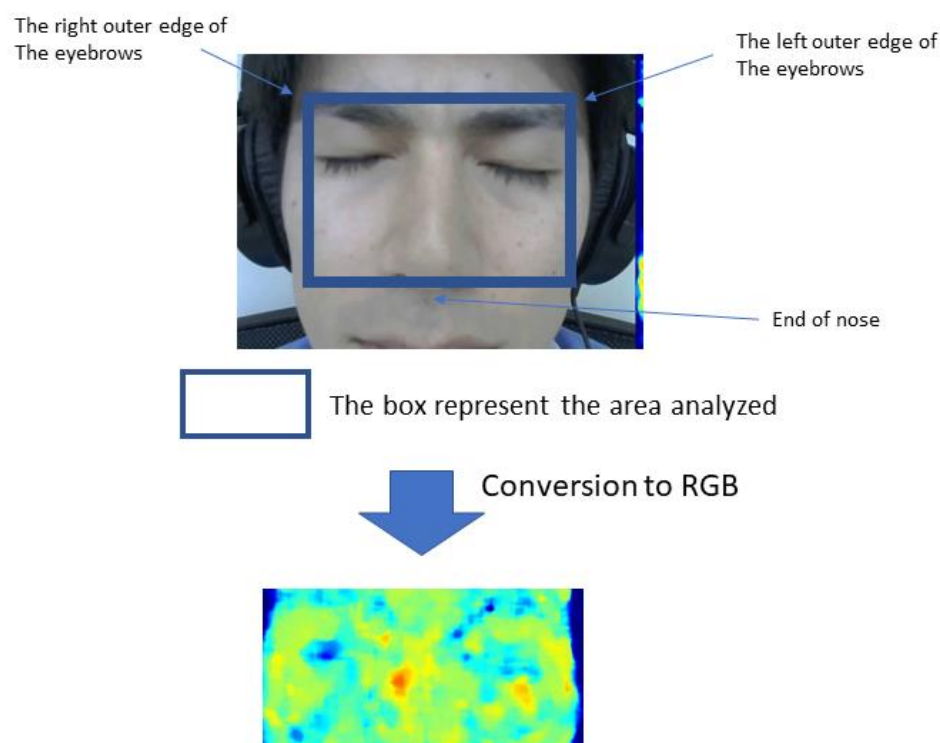 The right outer edge of
The eyebrows
The left outer edge of
The eyebrows
End of nose
The box represent the area analyzed
Conversion to RGB